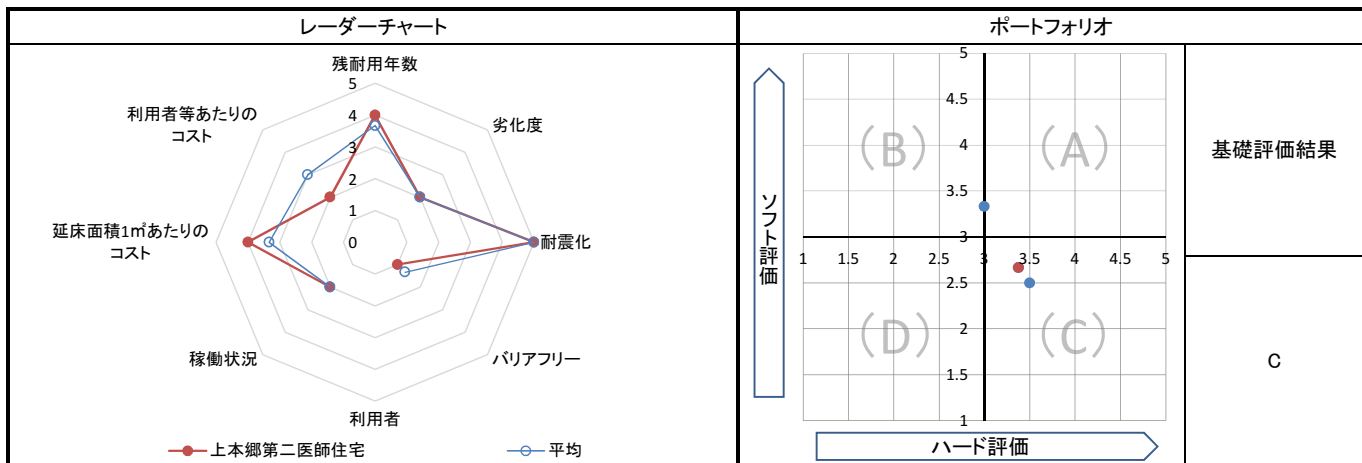 レーダーチャート
ポートフォリオ
残耐用年数
劣化度
耐震化
バリアフリー
利用者
稼働状況
延床面積1㎡あたりの
コスト
利用者等あたりの
コスト
5
4
3
2
1
0
上本郷第二医師住宅
平均
ソフト評価
5
4.5
4
3.5
3
2.5
2
1.5
1
1
1.5
2
2.5
3
3.5
4
4.5
5
(B)
(A)
(D)
(C)
ハード評価
基礎評価結果
C